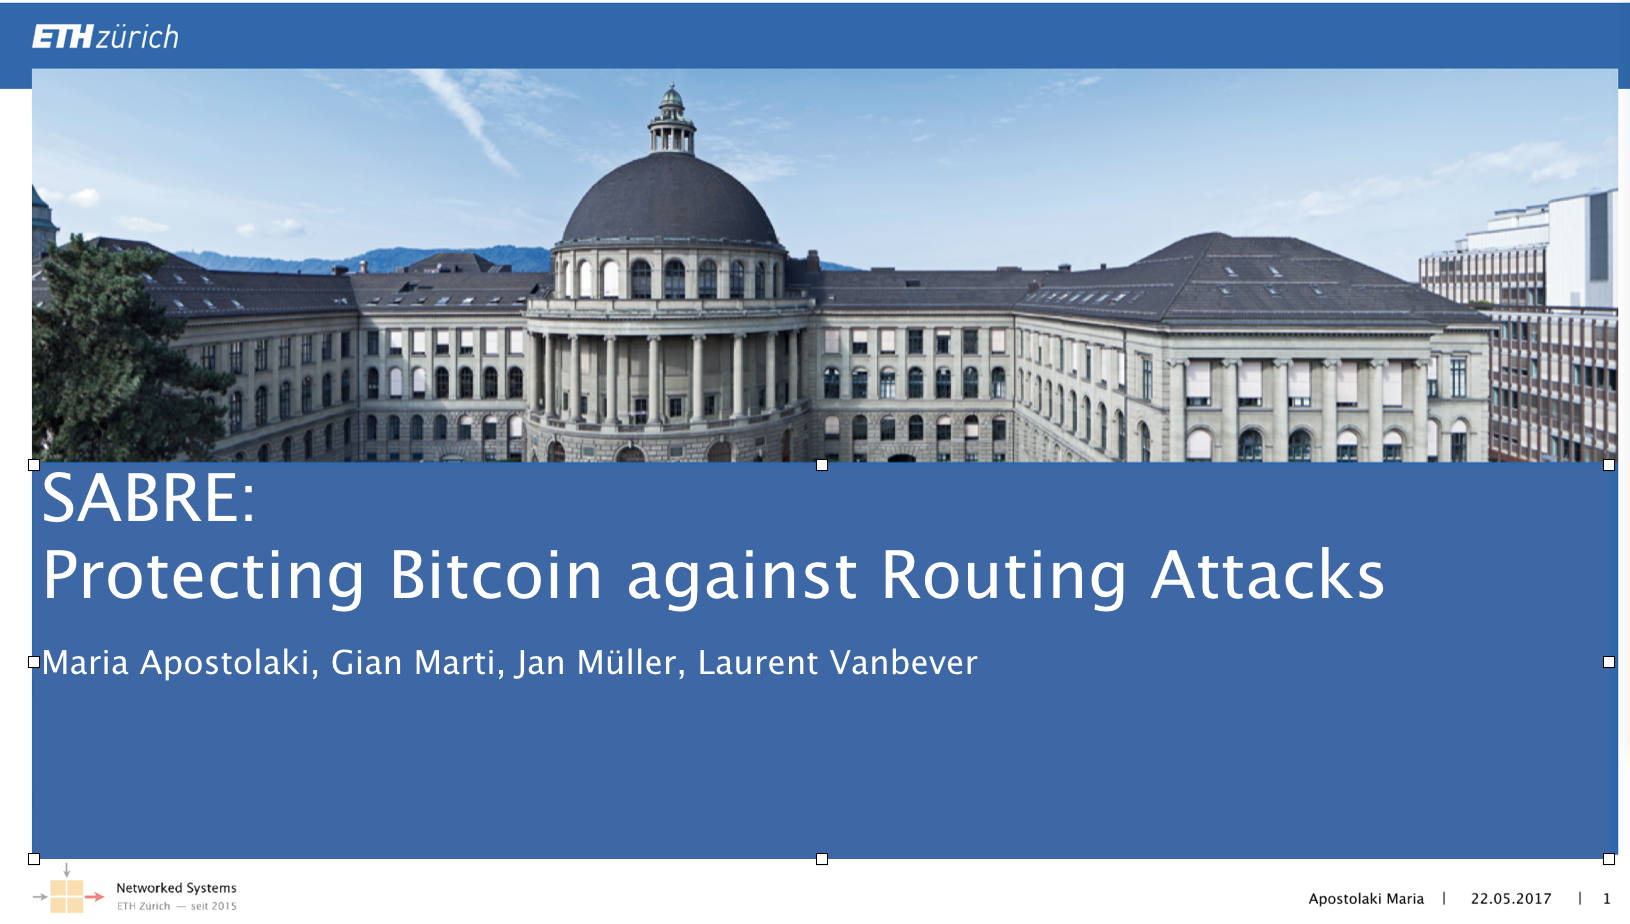 ETH zürich
SABRE:
Protecting Bitcoin against Routing Attacks
Maria Apostolaki, Gian Marti, Jan Müller, Laurent Vanbever
Networked Systems
ETH Zürich — seit 2015
Apostolaki Maria | 22.05.2017 | 1